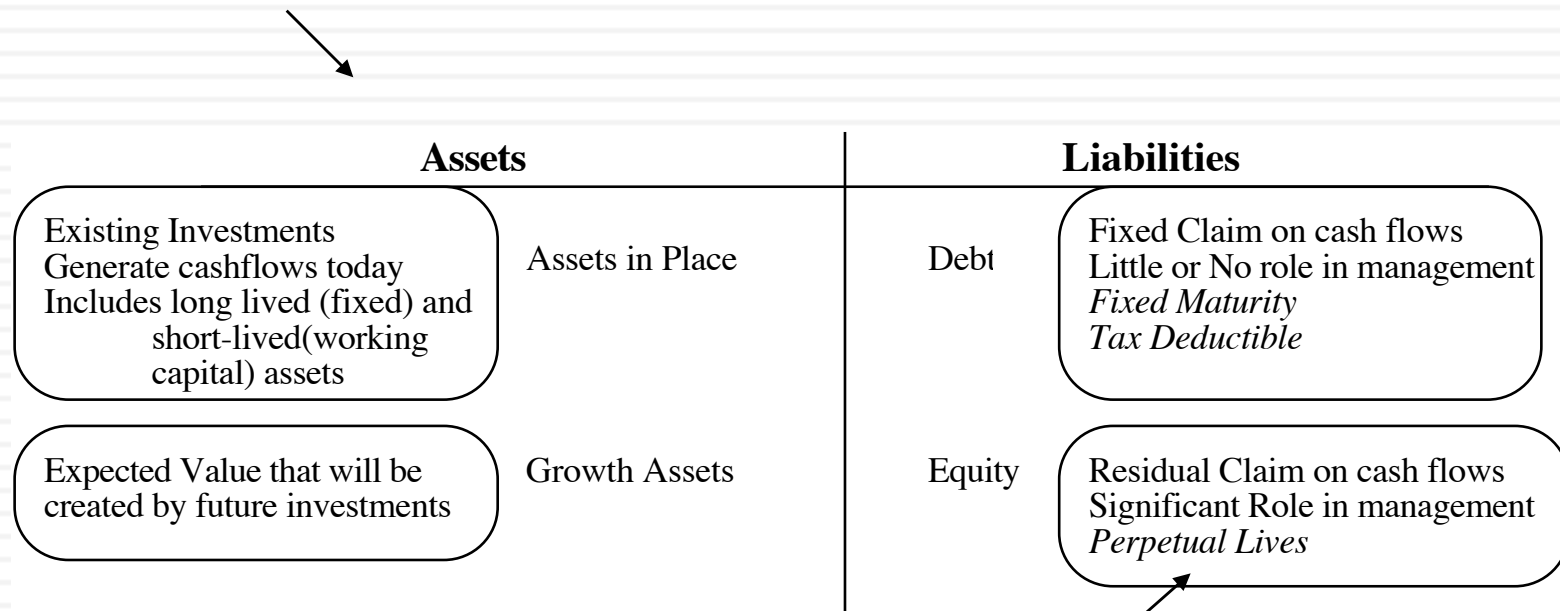 Assets
Liabilities
Existing Investments
Generate cashflows today
Includes long lived (fixed) and
short-lived(working
capital) assets
Assets in Place
Debt
Fixed Claim on cash flows
Little or No role in management
Fixed Maturity
Tax Deductible
Expected Value that will be
created by future investments
Growth Assets
Equity
Residual Claim on cash flows
Significant Role in management
Perpetual Lives